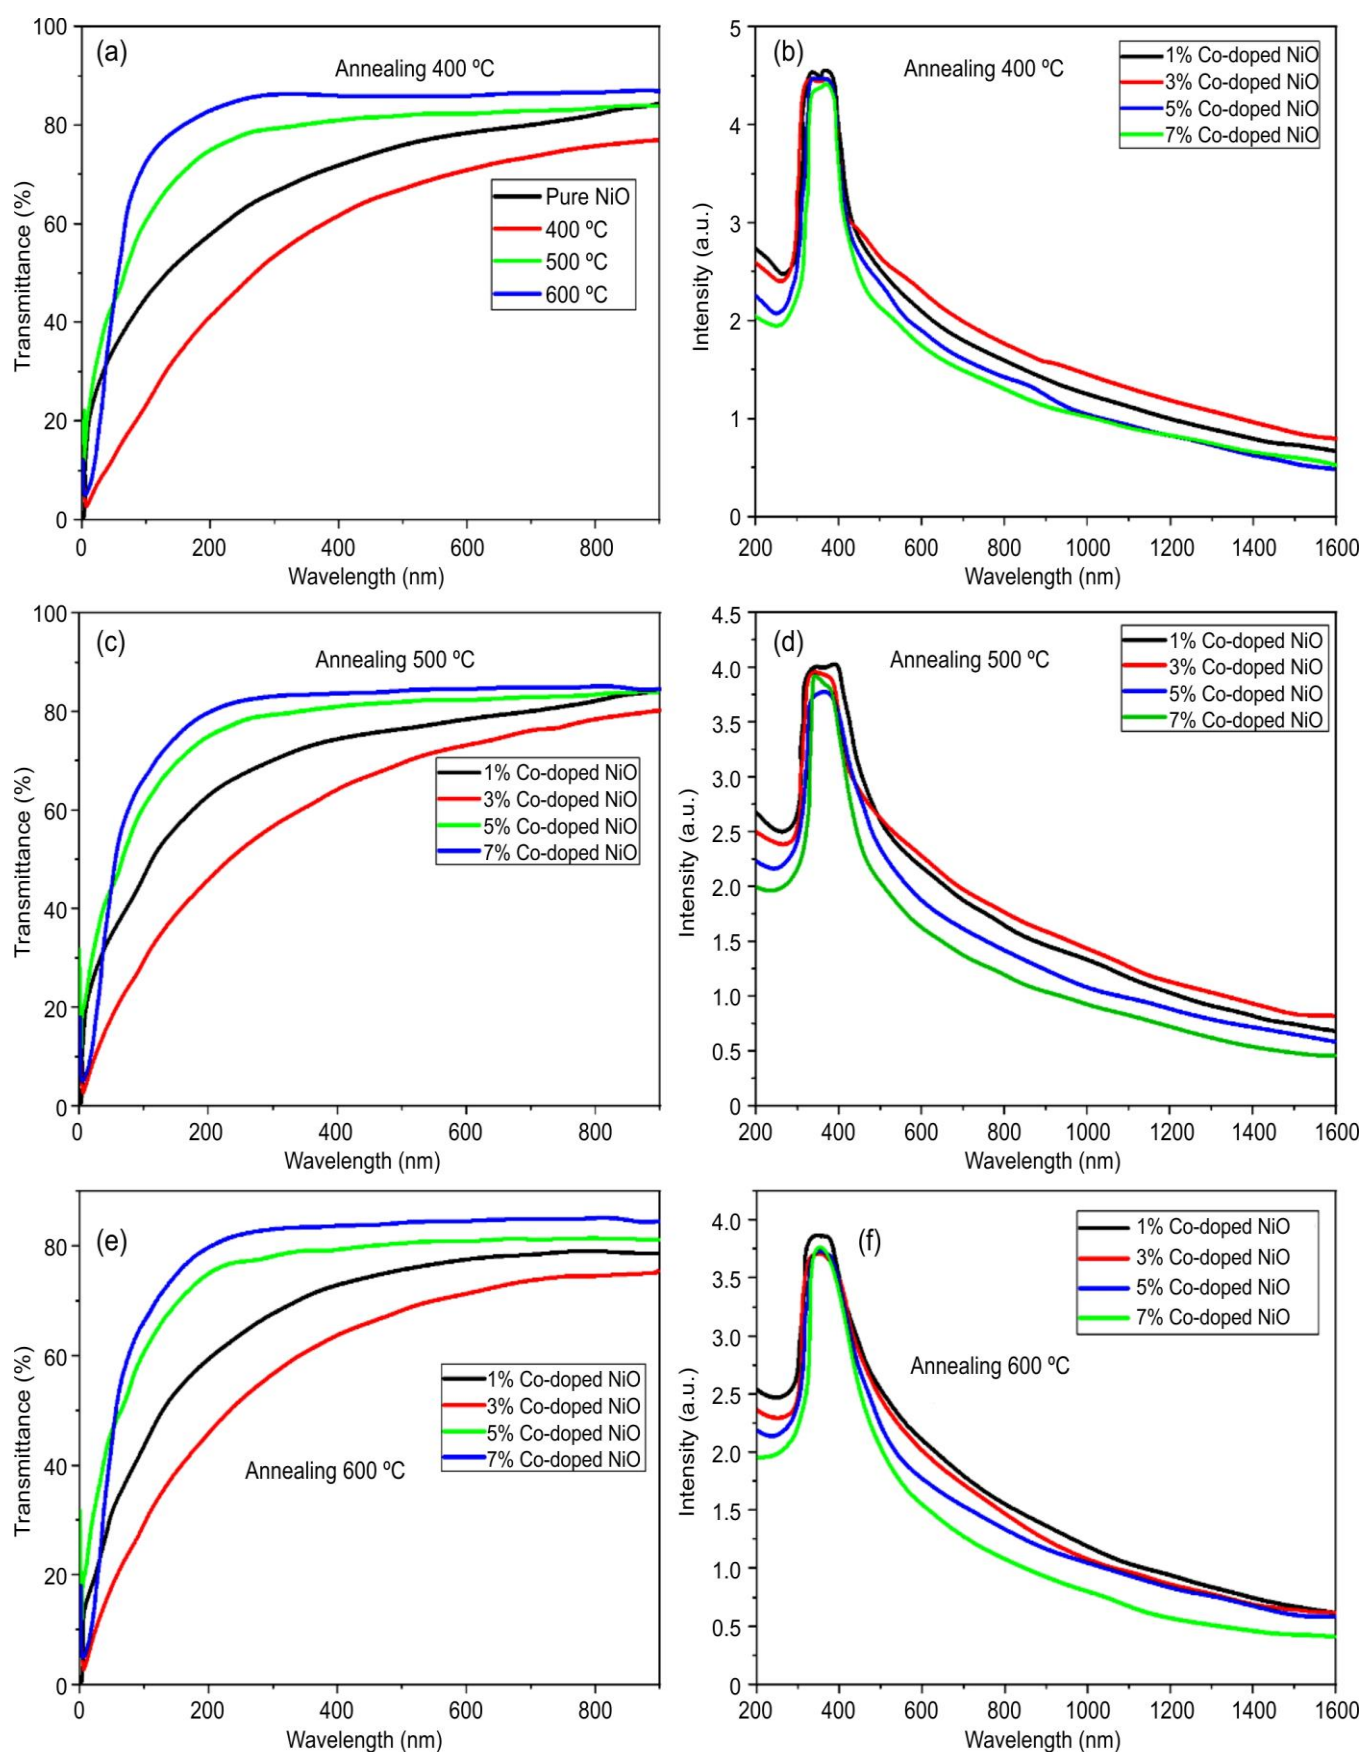 (a)
Annealing 400 ºC
100
80
60
40
20
0
Transmittance (%)
Pure NiO
400 ºC
500 ºC
600 ºC
0 200 400 600 800
Wavelength (nm)
(b)
Annealing 400 ºC
1% Co-doped NiO
3% Co-doped NiO
5% Co-doped NiO
7% Co-doped NiO
5
4
3
2
1
0
Intensity (a.u.)
200 400 600 800 1000 1200 1400 1600
Wavelength (nm)
(c)
Annealing 500 ºC
100
80
60
40
20
0
Transmittance (%)
1% Co-doped NiO
3% Co-doped NiO
5% Co-doped NiO
7% Co-doped NiO
0 200 400 600 800
Wavelength (nm)
(d)
Annealing 500 ºC
1% Co-doped NiO
3% Co-doped NiO
5% Co-doped NiO
7% Co-doped NiO
4.5
4.0
3.5
3.0
2.5
2.0
1.5
1.0
0.5
0
Intensity (a.u.)
200 400 600 800 1000 1200 1400 1600
Wavelength (nm)
(e)
80
60
40
20
0
Transmittance (%)
1% Co-doped NiO
3% Co-doped NiO
5% Co-doped NiO
7% Co-doped NiO
Annealing 600 ºC
0 200 400 600 800
Wavelength (nm)
(f)
1% Co-doped NiO
3% Co-doped NiO
5% Co-doped NiO
7% Co-doped NiO
Annealing 600 ºC
4.0
3.5
3.0
2.5
2.0
1.5
1.0
0.5
0
Intensity (a.u.)
200 400 600 800 1000 1200 1400 1600
Wavelength (nm)